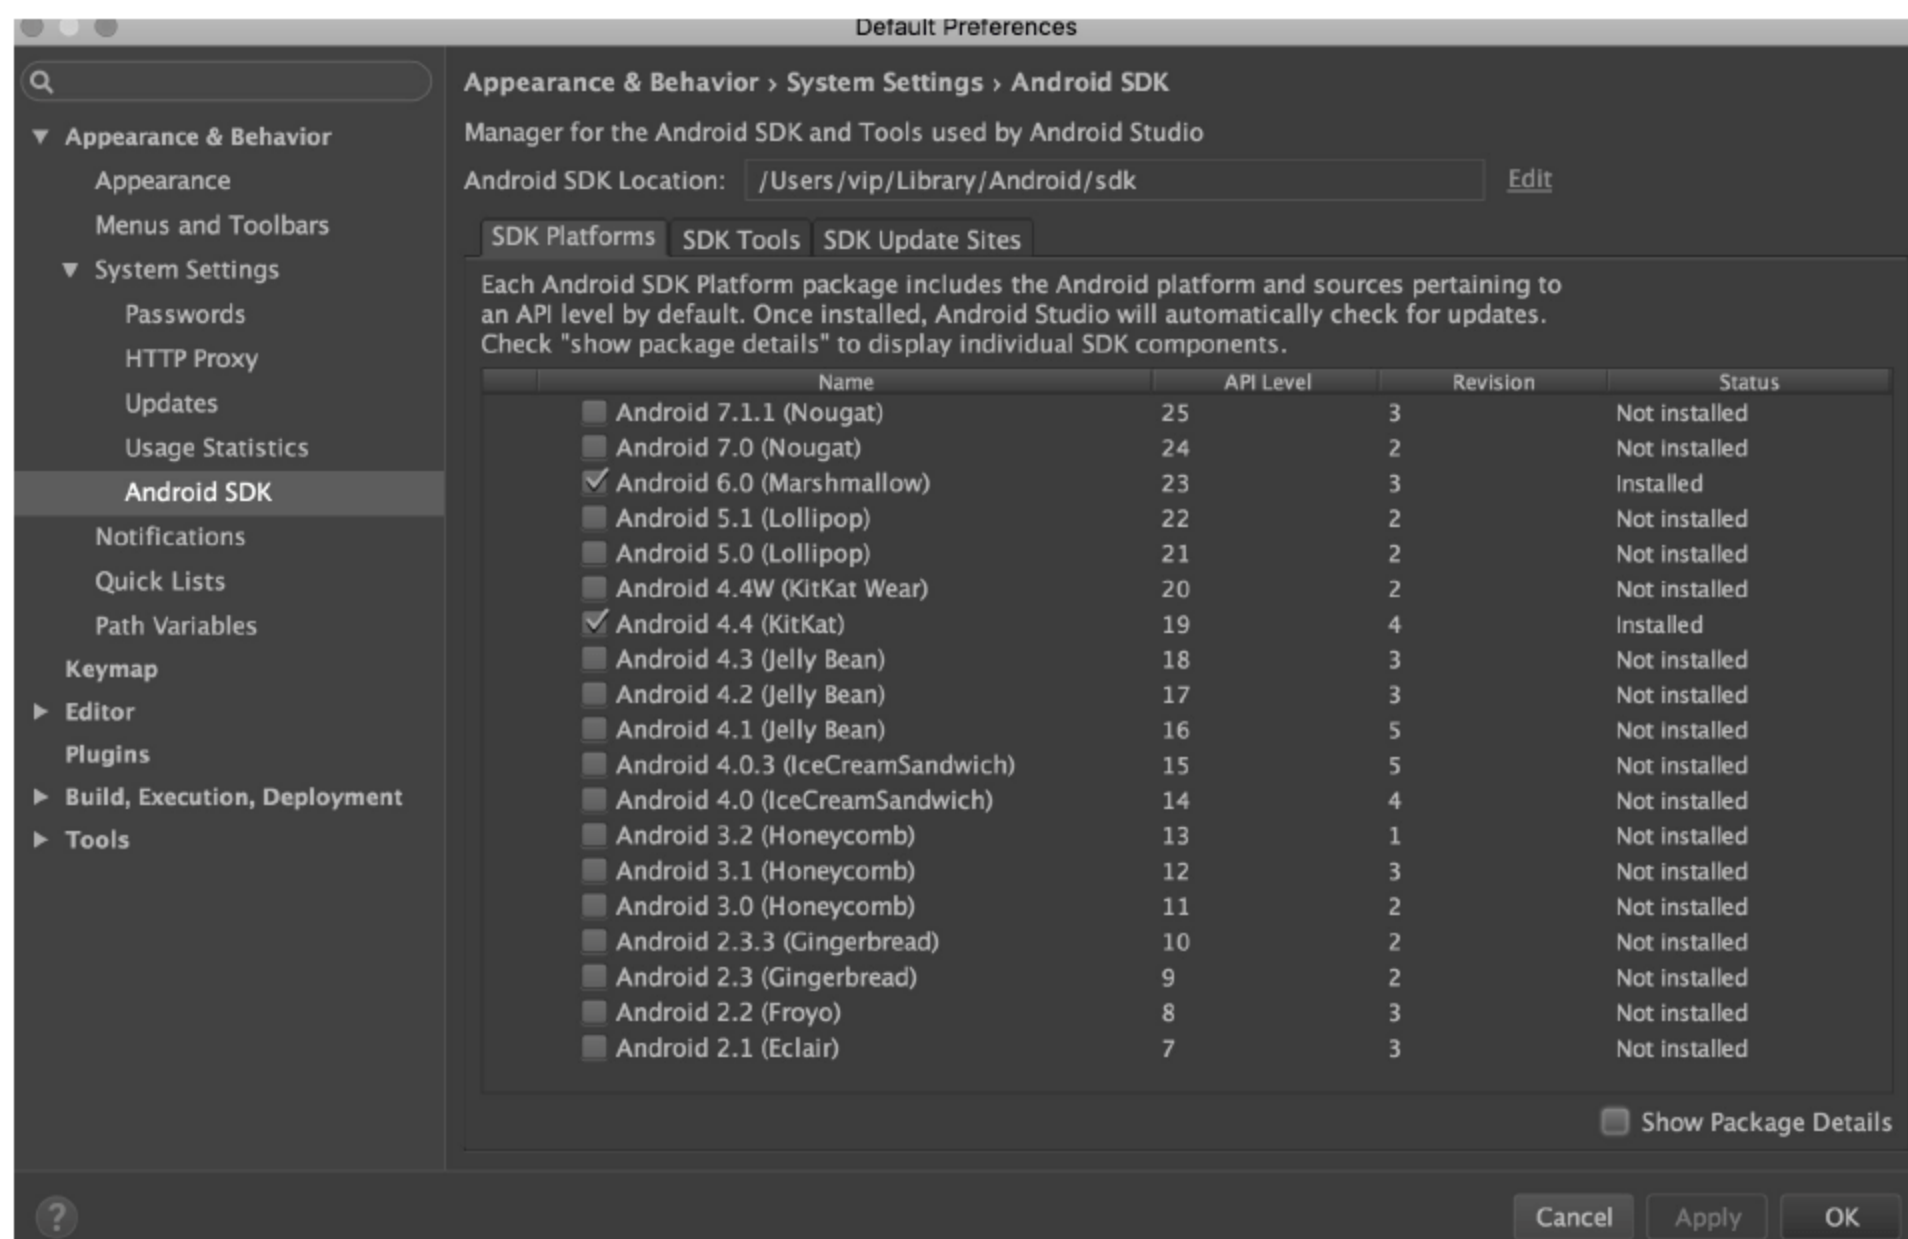 Default Preferences
Appearance & Behavior
Appearance
Menus and Toolbars
System Settings
Passwords
HTTP Proxy
Updates
Usage Statistics
Android SDK
Notifications
Quick Lists
Path Variables
Keymap
Editor
Plugins
Build, Execution, Deployment
Tools
Appearance & Behavior › System Settings › Android SDK
Manager for the Android SDK and Tools used by Android Studio
Android SDK Location: /Users/vip/Library/Android/sdk Edit
SDK Platforms SDK Tools SDK Update Sites
Each Android SDK Platform package includes the Android platform and sources pertaining to
an API level by default. Once installed, Android Studio will automatically check for updates.
Check "show package details" to display individual SDK components.
Name API Level Revision Status
Android 7.1.1 (Nougat) 25 3 Not installed
Android 7.0 (Nougat) 24 2 Not installed
Android 6.0 (Marshmallow) 23 3 Installed
Android 5.1 (Lollipop) 22 2 Not installed
Android 5.0 (Lollipop) 21 2 Not installed
Android 4.4W (KitKat Wear) 20 2 Not installed
Android 4.4 (KitKat) 19 4 Installed
Android 4.3 (Jelly Bean) 18 3 Not installed
Android 4.2 (Jelly Bean) 17 3 Not installed
Android 4.1 (Jelly Bean) 16 5 Not installed
Android 4.0.3 (IceCreamSandwich) 15 5 Not installed
Android 4.0 (IceCreamSandwich) 14 4 Not installed
Android 3.2 (Honeycomb) 13 1 Not installed
Android 3.1 (Honeycomb) 12 3 Not installed
Android 3.0 (Honeycomb) 11 2 Not installed
Android 2.3.3 (Gingerbread) 10 2 Not installed
Android 2.3 (Gingerbread) 9 2 Not installed
Android 2.2 (Froyo) 8 3 Not installed
Android 2.1 (Eclair) 7 3 Not installed
Show Package Details
?
Cancel Apply OK